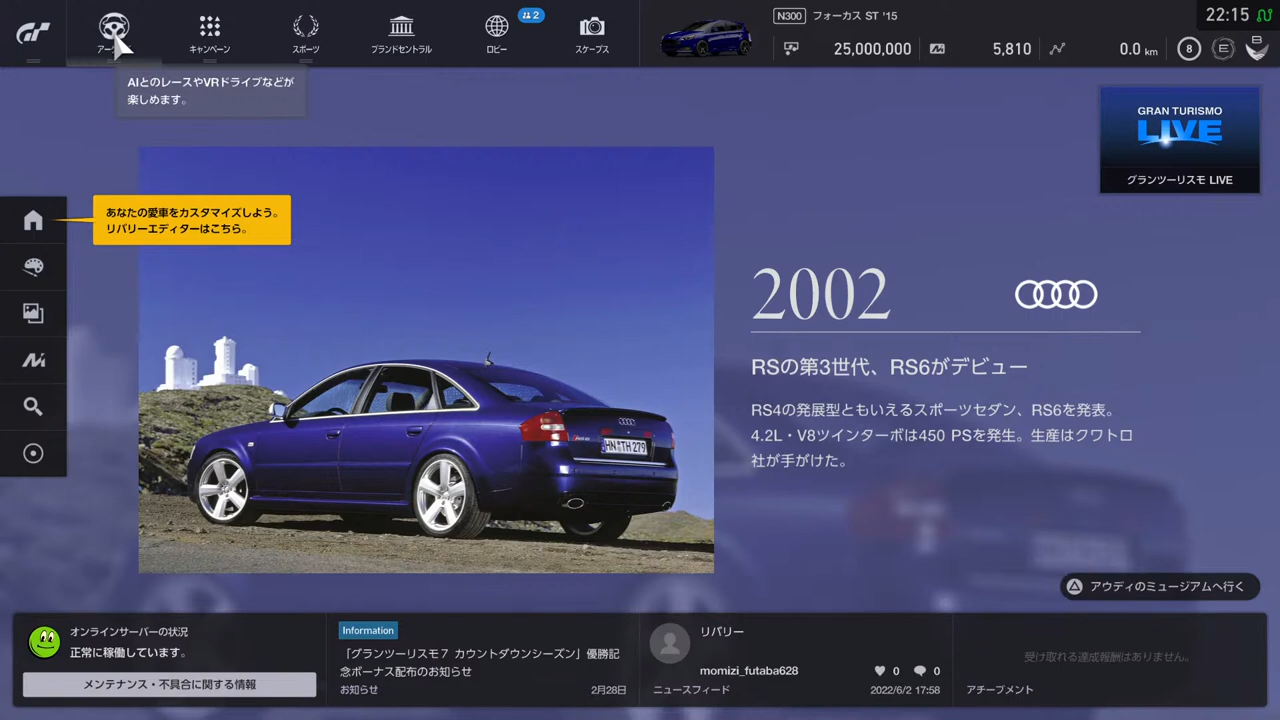 アー
キャンペーン
スポーツ
ブランドセントラル
ロビー
2
スケープス
N300 フォーカス ST '15
25,000,000
5,810
0.0 km
8
E
B
22:15
AIとのレースやVRドライブなどが
楽しめます。
GRAN TURISMO
LIVE
グランツーリスモ LIVE
あなたの愛車をカスタマイズしよう。
リバリーエディターはこちら。
2002
RSの第3世代、RS6がデビュー
RS4の発展型ともいえるスポーツセダン、RS6を発表。
4.2L・V8ツインターボは450 PSを発生。生産はクワトロ
社が手がけた。
HN TH 279
アウディのミュージアムへ行く
オンラインサーバーの状況
正常に稼働しています。
メンテナンス・不具合に関する情報
Information
「グランツーリスモ7 カウントダウンシーズン」優勝記
念ボーナス配布のお知らせ
お知らせ
2月28日
リバリー
momizi_futaba628
0
0
ニュースフィード
2022/6/2 17:58
受け取れる達成報酬はありません。
アチーブメント